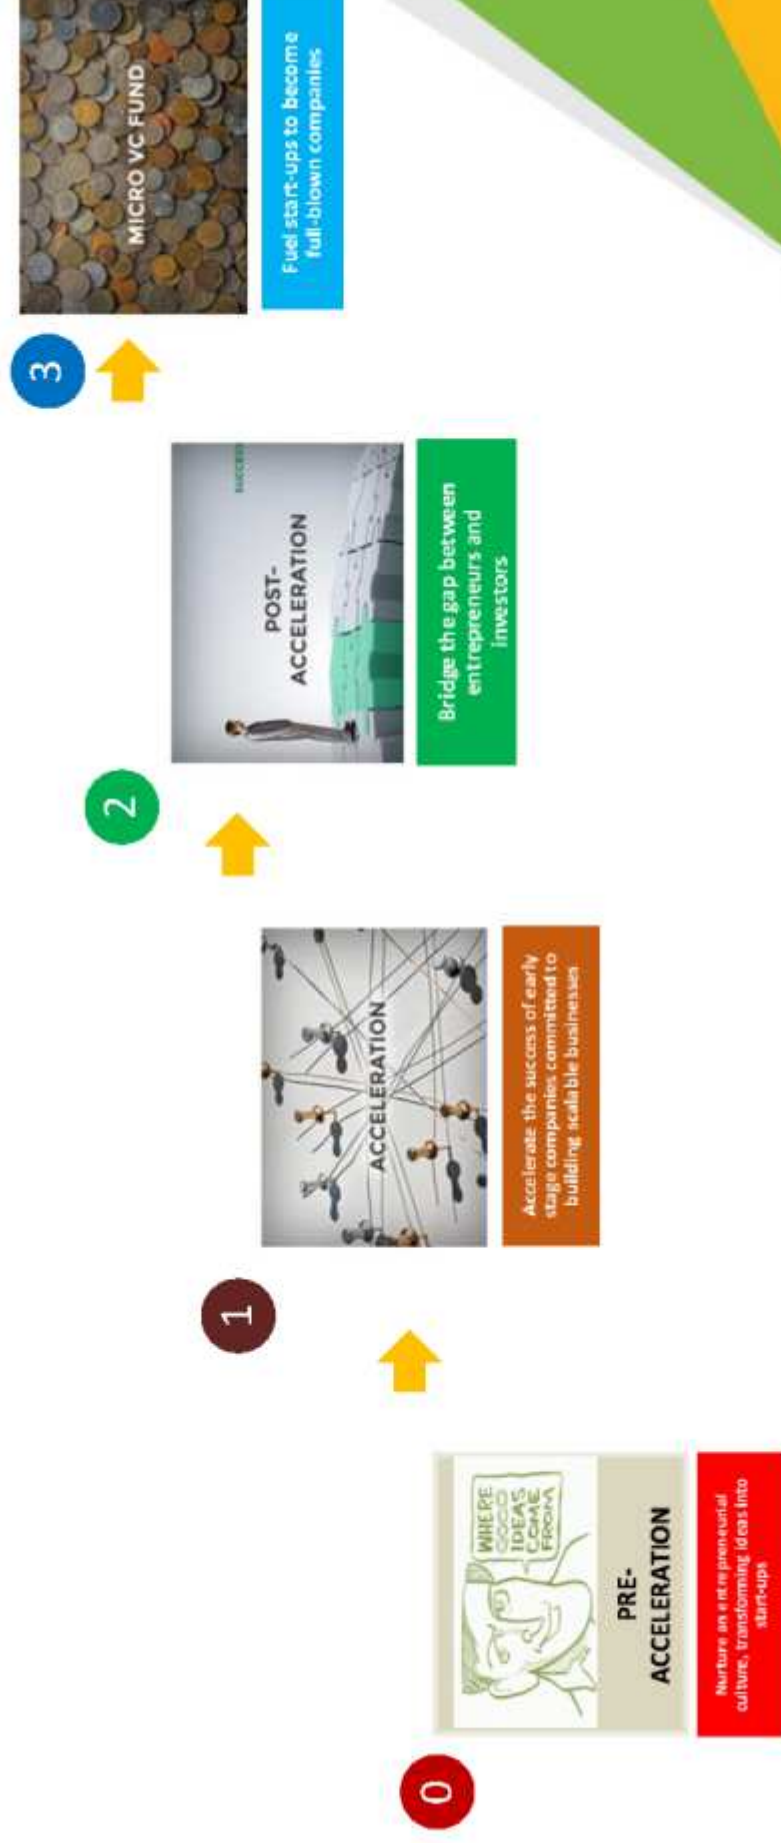 0
WHERE
GOOD
IDEAS
COME
FROM
PRE-
ACCELERATION
Nurture an entrepreneurial
culture, transforming ideas into
start-ups
1
ACCELERATION
Accelerate the success of early
stage companies committed to
building scalable businesses
2
SUCCESS
POST-
ACCELERATION
Bridge the gap between
entrepreneurs and
investors
3
MICRO VC FUND
Fuel start-ups to become
full-blown companies